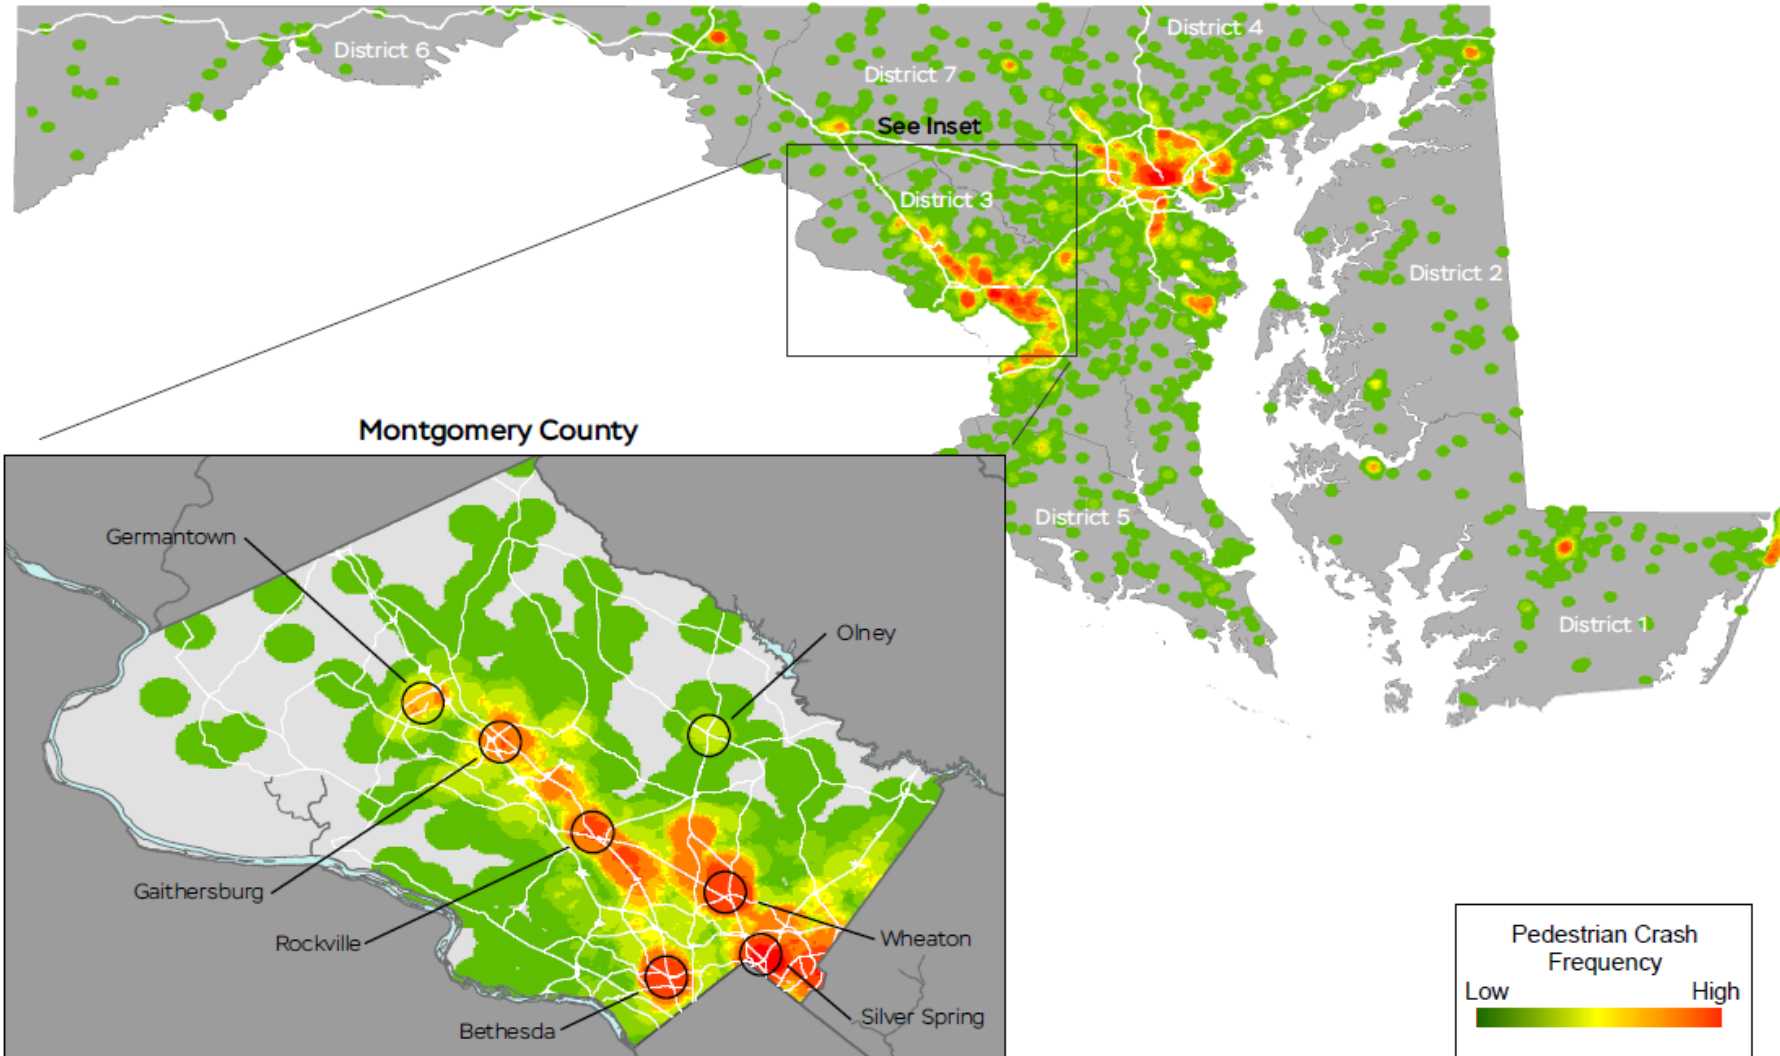 District 6
District 4
District 7
See Inset
District 3
District 2
Montgomery County
District 5
District 1
Germantown
Olney
Gaithersburg
Rockville
Wheaton
Silver Spring
Bethesda
Pedestrian Crash
Frequency
Low High